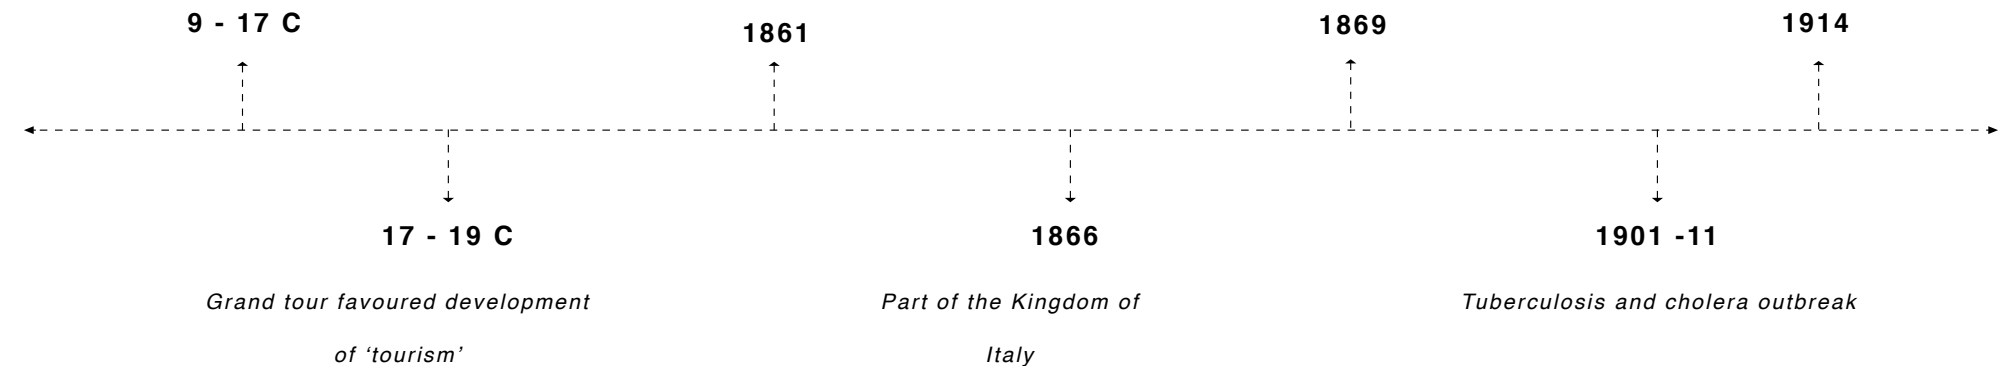 9 - 17 C
1861
1869
1914
17 - 19 C
1866
1901 -11
Grand tour favoured development
of ‘tourism’
Part of the Kingdom of
Italy
Tuberculosis and cholera outbreak